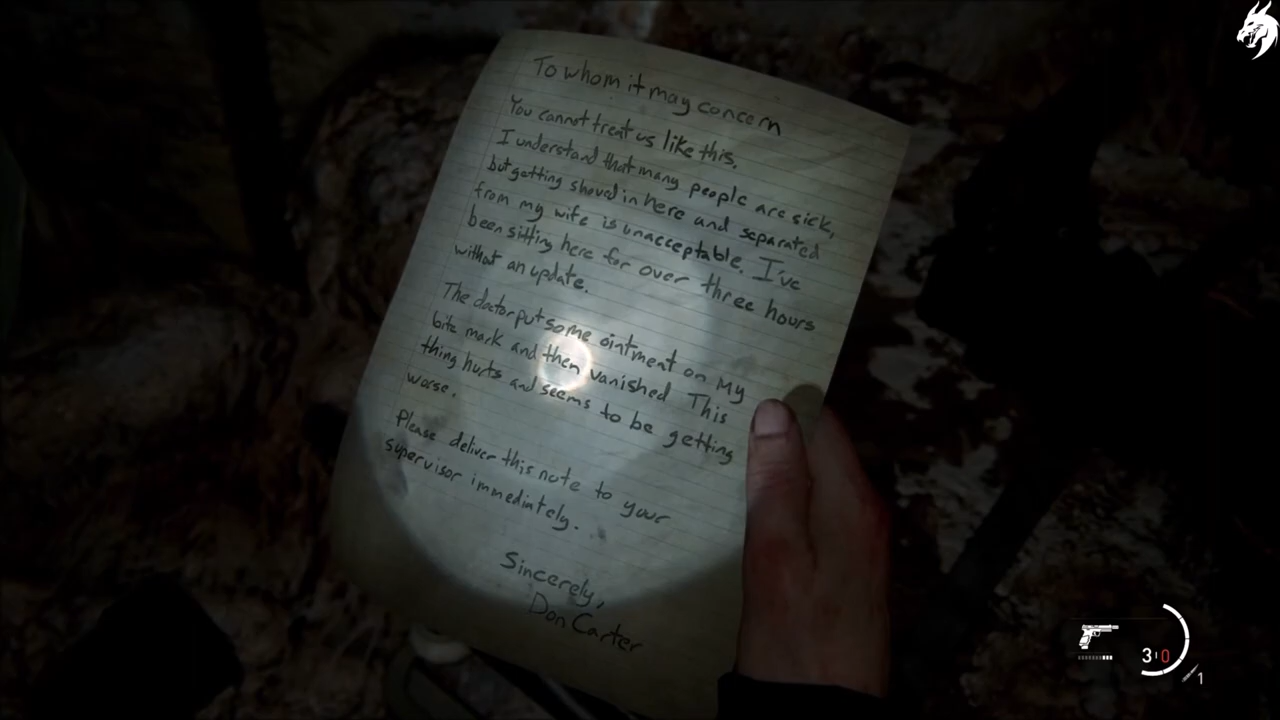 To whom it may concern
You cannot treat us like this.
I understand that many people are sick,
but getting shoved in here and separated
from my wife is unacceptable. I've
been sitting here for over three hours
without an update.
The doctor put some ointment on my
bite mark and then vanished This
thing hurts and seems to be getting
worse.
Please deliver this note to your
supervisor immediately.
Sincerely,
Don Carter
3 0
1